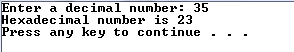 Enter a decimal number: 35
Hexadecimal number is 23
Press any key to continue . . .